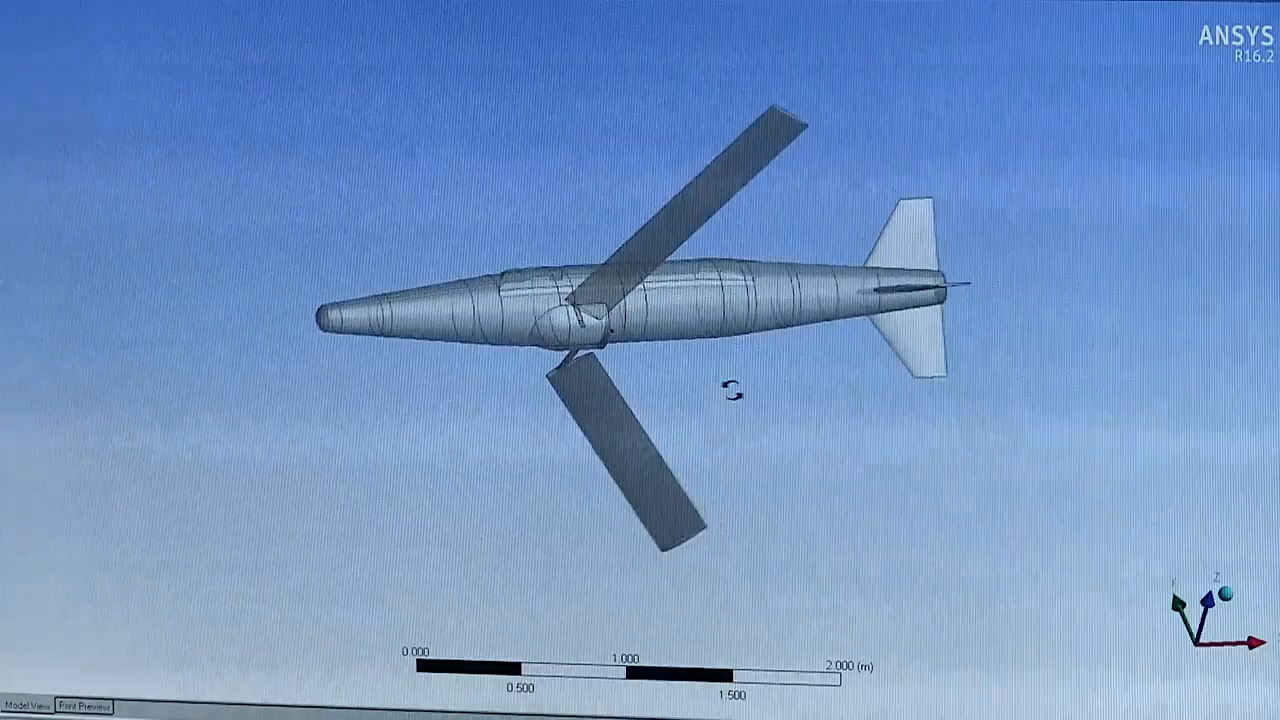 ANSYS
R16.2
0.000
1.000
2.000 (m)
0.500
1.500
Z
Model View
Print Preview